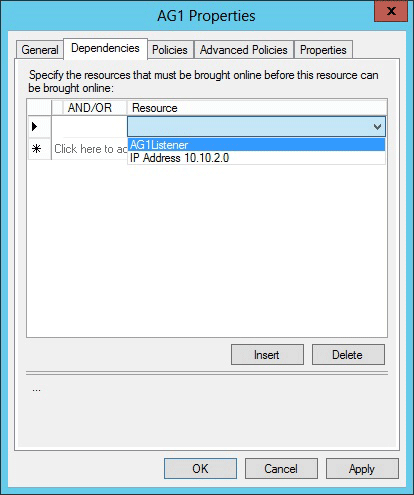 AG1 Properties
x
General Dependencies Policies Advanced Policies Properties
Specify the resources that must be brought online before this resource can
be brought online:
AND/OR Resource
AG1Listener
Click here to ac IP Address 10.10.2.0
Insert Delete
...
OK Cancel Apply